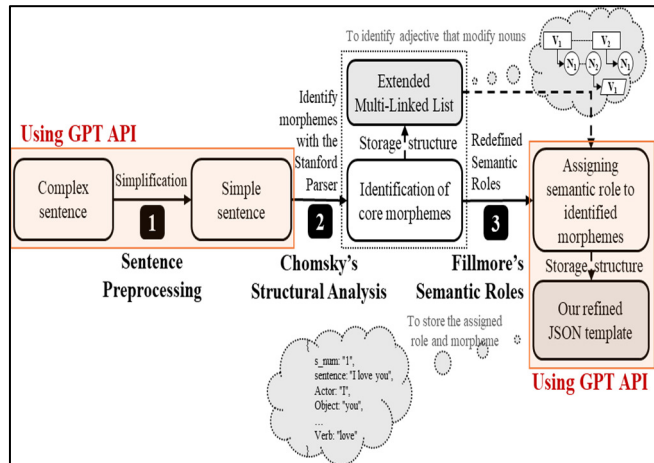 To identify adjective that modify nouns
V1
V2
N1
N2
N1
V1
Extended
Multi-Linked List
Using GPT API
Identify
morphemes
with the
Stanford
Parser
Storage structure
Redefined
Semantic
Roles
Complex
sentence
Simplification
1
Simple
sentence
2
Identification of
core morphemes
3
Assigning
semantic role to
identified
morphemes
Sentence
Preprocessing
Chomsky's
Structural Analysis
Fillmore's
Semantic Roles
Storage structure
Our refined
JSON template
To store the assigned
role and morpheme
Using GPT API
s_num: "1",
sentence: "I love you",
Actor: "I",
Object: "you",
...
Verb: "love"